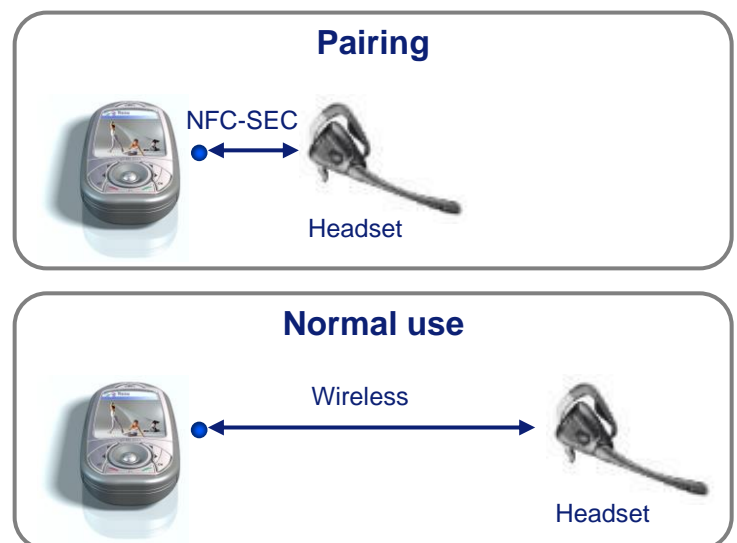 Pairing
NFC-SEC
Headset
Normal use
Wireless
Headset